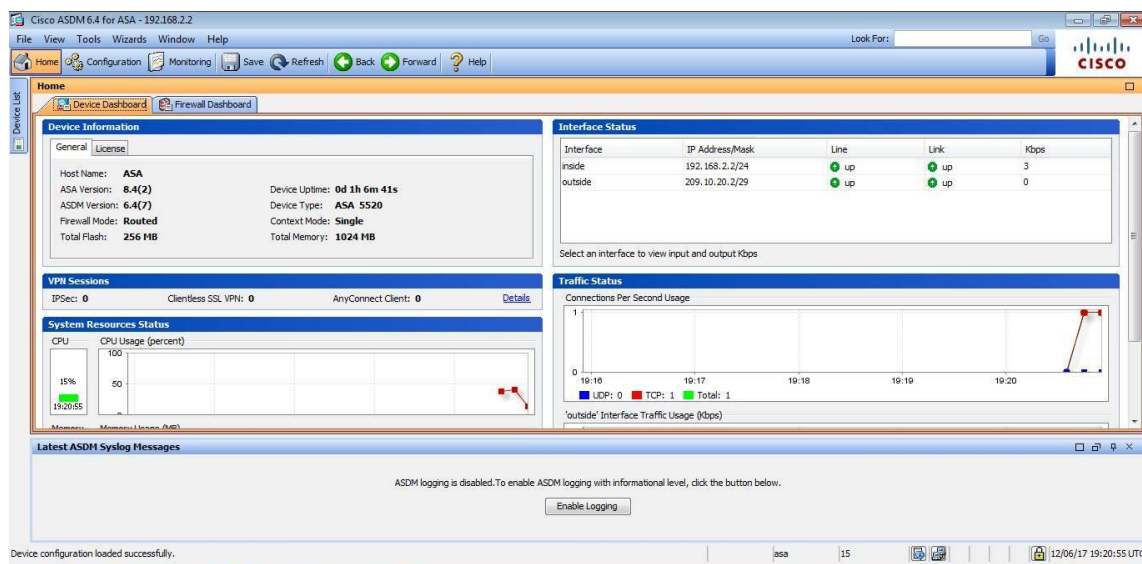 Cisco ASDM 6.4 for ASA - 192.168.2.2
File View Tools Wizards Window Help
Look For:
Go
Home Configuration Monitoring Save Refresh Back Forward Help
CISCO
Device List
Home
Device Dashboard Firewall Dashboard
Device Information
General License
Host Name: ASA
ASA Version: 8.4(2) Device Uptime: 0d 1h 6m 41s
ASDM Version: 6.4(7) Device Type: ASA 5520
Firewall Mode: Routed Context Mode: Single
Total Flash: 256 MB Total Memory: 1024 MB
Interface Status
Interface IP Address/Mask Line Link Kbps
inside 192.168.2.2/24 up up 3
outside 209.10.20.2/29 up up 0
Select an interface to view input and output Kbps
VPN Sessions
IPSec: 0 Clientless SSL VPN: 0 AnyConnect Client: 0 Details
System Resources Status
CPU CPU Usage (percent)
100
50
0
15%
19:20:55
Memory Memory Usage (MB)
Traffic Status
Connections Per Second Usage
1
0
19:16 19:17 19:18 19:19 19:20
UDP: 0 TCP: 1 Total: 1
'outside' Interface Traffic Usage (Kbps)
Latest ASDM Syslog Messages
ASDM logging is disabled.To enable ASDM logging with informational level, click the button below.
Enable Logging
Device configuration loaded successfully.
asa 15 12/06/17 19:20:55 UTC